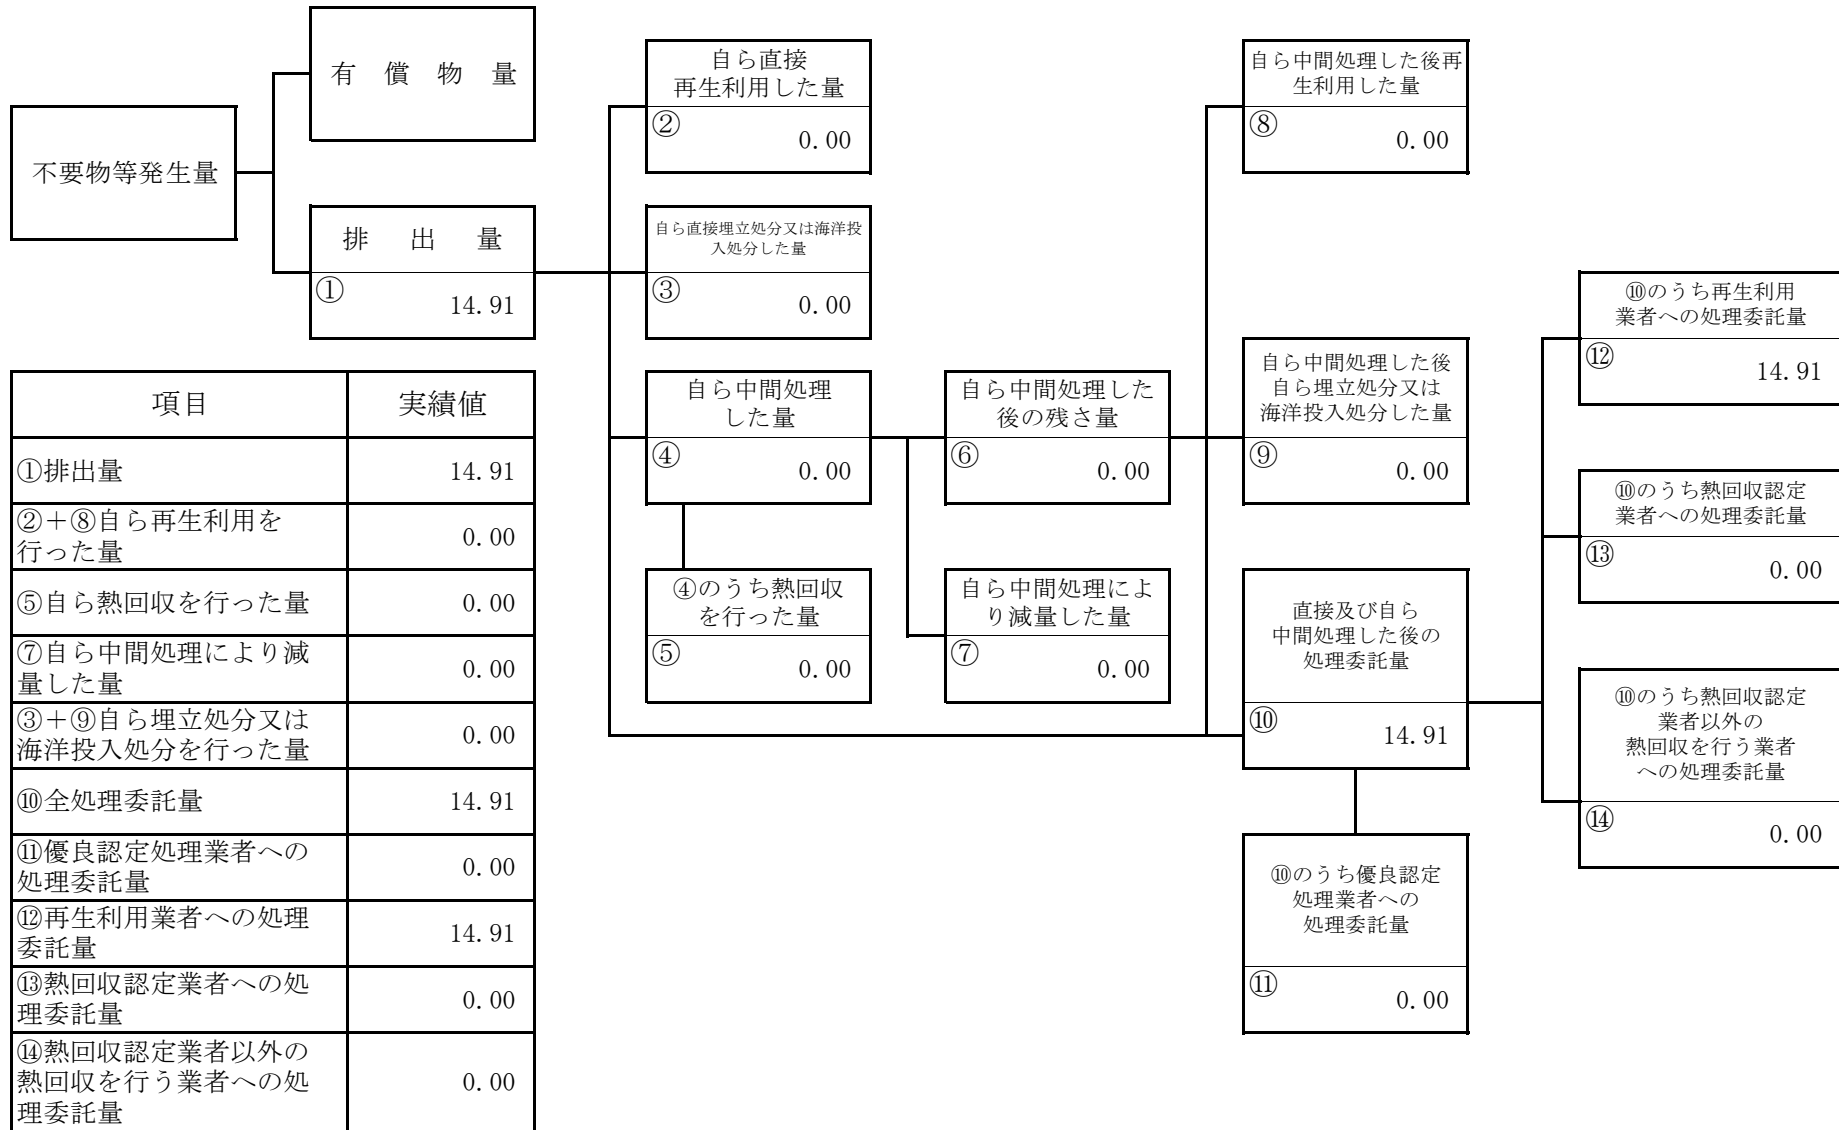 有　償　物　量
不要物等発生量
排　出　量
①
14.91
自ら直接
再生利用した量
②
0.00
自ら直接埋立処分又は海洋投
入処分した量
③
0.00
自ら中間処理
した量
④
0.00
④のうち熱回収
を行った量
⑤
0.00
自ら中間処理した
後の残さ量
⑥
0.00
自ら中間処理によ
り減量した量
⑦
0.00
自ら中間処理した後再
生利用した量
⑧
0.00
自ら中間処理した後
自ら埋立処分又は
海洋投入処分した量
⑨
0.00
直接及び自ら
中間処理した後の
処理委託量
⑩
14.91
⑩のうち優良認定
処理業者への
処理委託量
⑪
0.00
⑩のうち再生利用
業者への処理委託量
⑫
14.91
⑩のうち熱回収認定
業者への処理委託量
⑬
0.00
⑩のうち熱回収認定
業者以外の
熱回収を行う業者
への処理委託量
⑭
0.00
項目 実績値
①排出量 14.91
②＋⑧自ら再生利用を
行った量 0.00
⑤自ら熱回収を行った量 0.00
⑦自ら中間処理により減
量した量 0.00
③＋⑨自ら埋立処分又は
海洋投入処分を行った量 0.00
⑩全処理委託量 14.91
⑪優良認定処理業者への
処理委託量 0.00
⑫再生利用業者への処理
委託量 14.91
⑬熱回収認定業者への処
理委託量 0.00
⑭熱回収認定業者以外の
熱回収を行う業者への処
理委託量 0.00